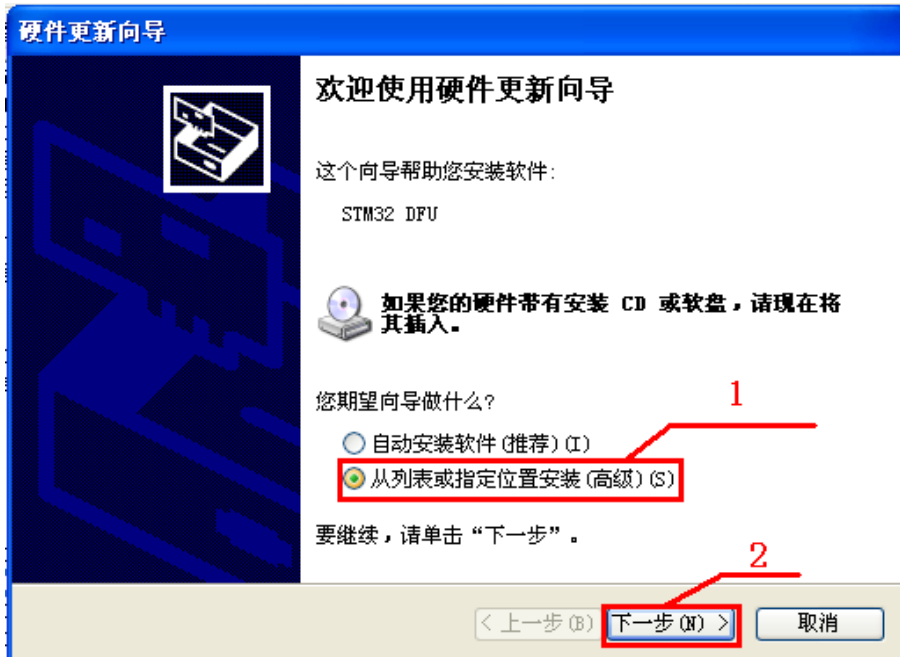 硬件更新向导
欢迎使用硬件更新向导
这个向导帮助您安装软件:
STM32 DFU
如果您的硬件带有安装 CD 或软盘，请现在将
其插入。
您期望向导做什么?
1
自动安装软件(推荐)(I)
从列表或指定位置安装(高级)(S)
要继续，请单击“下一步”。
2
< 上一步(B)
下一步(N) >
取消